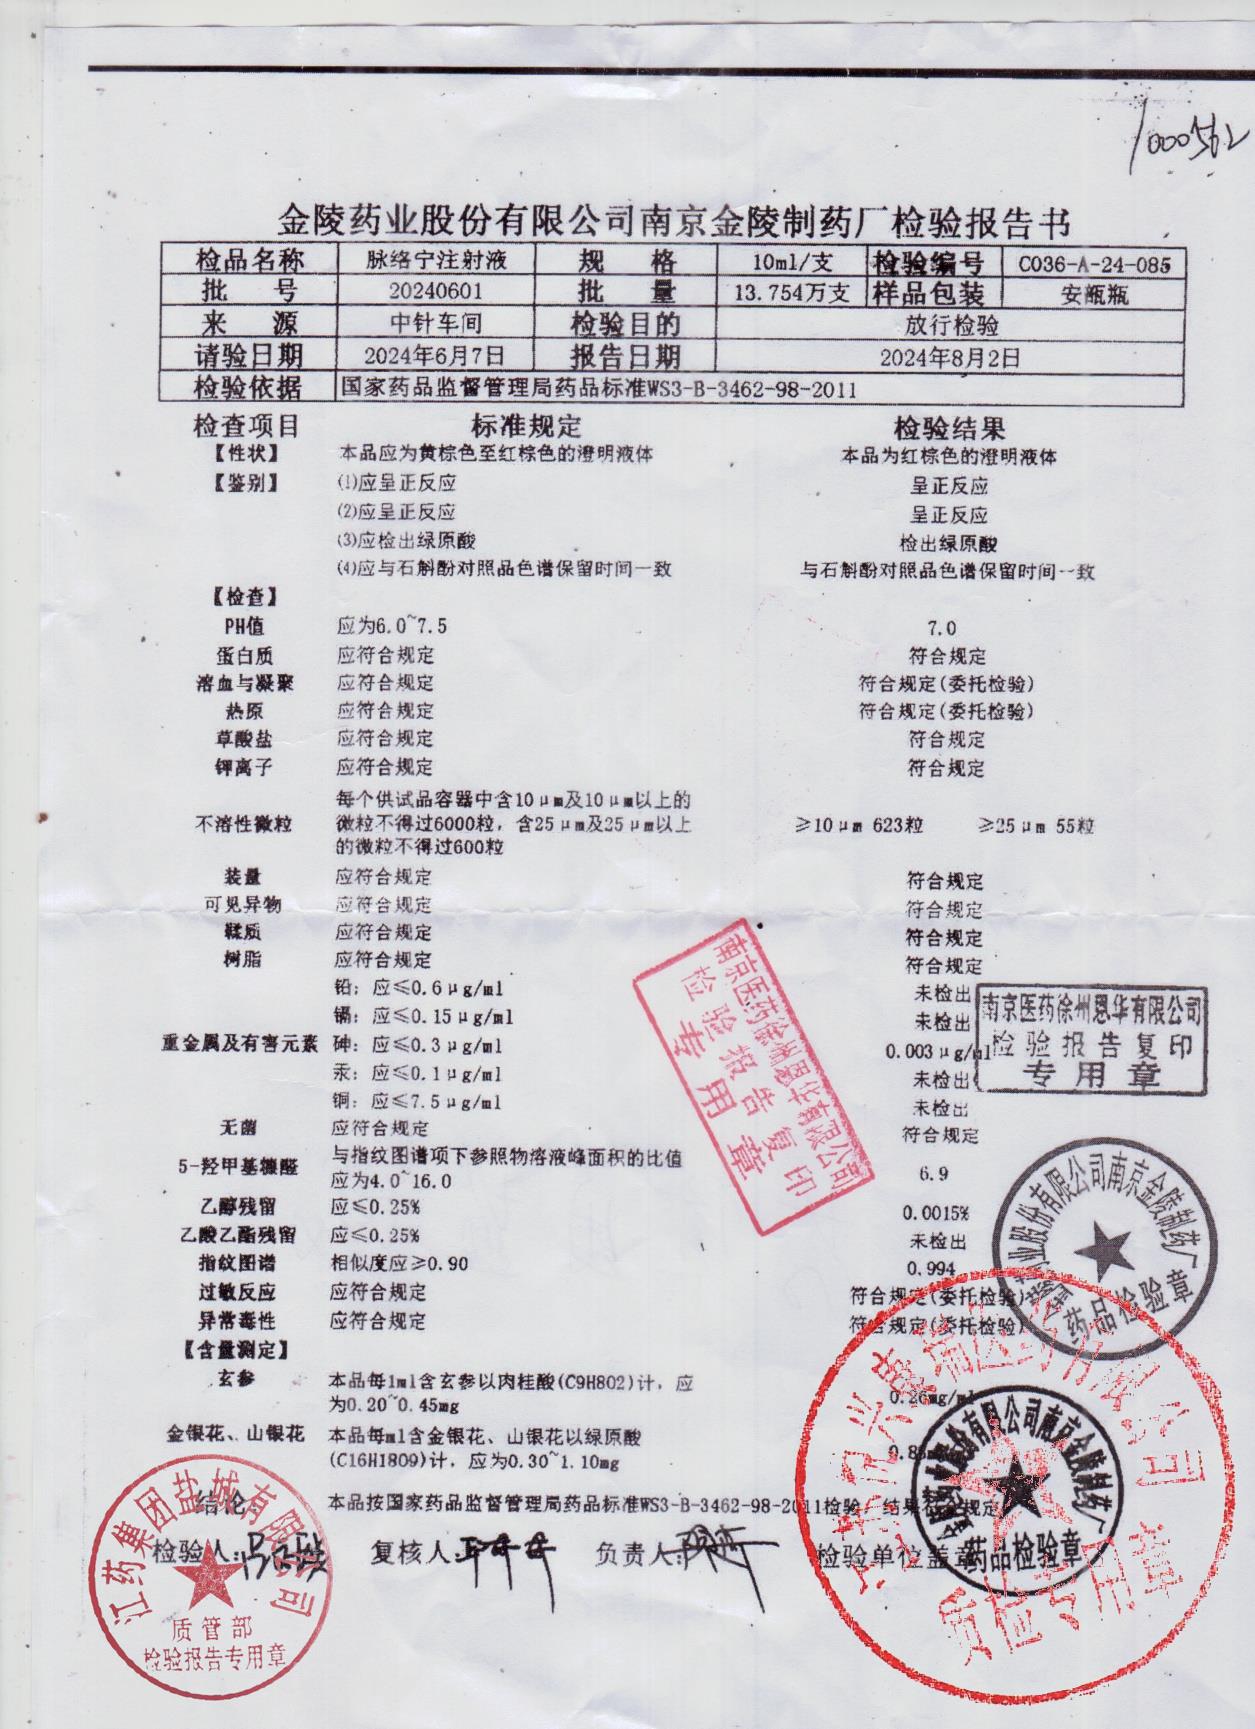 1000562
金陵药业股份有限公司南京金陵制药厂检验报告书
检品名称 脉络宁注射液 规 格 10ml/支 检验编号 C036-A-24-085
批 号 20240601 批 量 13.754万支 样品包装 安瓿瓶
来 源 中针车间 检验目的 放行检验
请验日期 2024年6月7日 报告日期 2024年8月2日
检验依据 国家药品监督管理局药品标准WS3-B-3462-98-2011
检查项目 标准规定 检验结果
【性状】 本品应为黄棕色至红棕色的澄明液体 本品为红棕色的澄明液体
【鉴别】 ⑴应呈正反应 呈正反应
⑵应呈正反应 呈正反应
⑶应检出绿原酸 检出绿原酸
⑷应与石斛酚对照品色谱保留时间一致 与石斛酚对照品色谱保留时间一致
【检查】
PH值 应为6.0~7.5 7.0
蛋白质 应符合规定 符合规定
溶血与凝聚 应符合规定 符合规定(委托检验)
热原 应符合规定 符合规定(委托检验)
草酸盐 应符合规定 符合规定
钾离子 应符合规定 符合规定
每个供试品容器中含10μm及10μm以上的
不溶性微粒 微粒不得过6000粒，含25μm及25μm以上 ≥10μm 623粒 ≥25μm 55粒
的微粒不得过600粒
装量 应符合规定 符合规定
可见异物 应符合规定 符合规定
鞣质 应符合规定 符合规定
树脂 应符合规定 符合规定
铅：应≤0.6μg/ml 未检出
镉：应≤0.15μg/ml 未检出
重金属及有害元素 砷：应≤0.3μg/ml 0.003μg/ml
汞：应≤0.1μg/ml 未检出
铜：应≤7.5μg/ml 未检出
南京医药徐州恩华有限公司
检验报告复印
专用章
南京医药徐州恩华有限公司
检验报告复印
专用章
无菌 应符合规定 符合规定
5-羟甲基糠醛 与指纹图谱项下参照物溶液峰面积的比值
应为4.0~16.0 6.9
乙醇残留 应≤0.25% 0.0015%
乙酸乙酯残留 应≤0.25% 未检出
指纹图谱 相似度应≥0.90 0.994
过敏反应 应符合规定 符合规定(委托检验)
异常毒性 应符合规定 符合规定(委托检验)
金陵药业股份有限公司南京金陵制药厂
药品检验章
【含量测定】
玄参 本品每1ml含玄参以肉桂酸(C9H8O2)计，应
为0.20~0.45mg 0.26mg/ml
金银花、山银花 本品每ml含金银花、山银花以绿原酸
(C16H18O9)计，应为0.30~1.10mg
结论 本品按国家药品监督管理局药品标准WS3-B-3462-98-2011检验 结果符合规定
检验人： 复核人： 负责人： 检验单位盖章
金陵药业股份有限公司南京金陵制药厂
药品检验章
江药集团盐城有限公司
质管部
检验报告专用章
医药有限公司
质检专用章